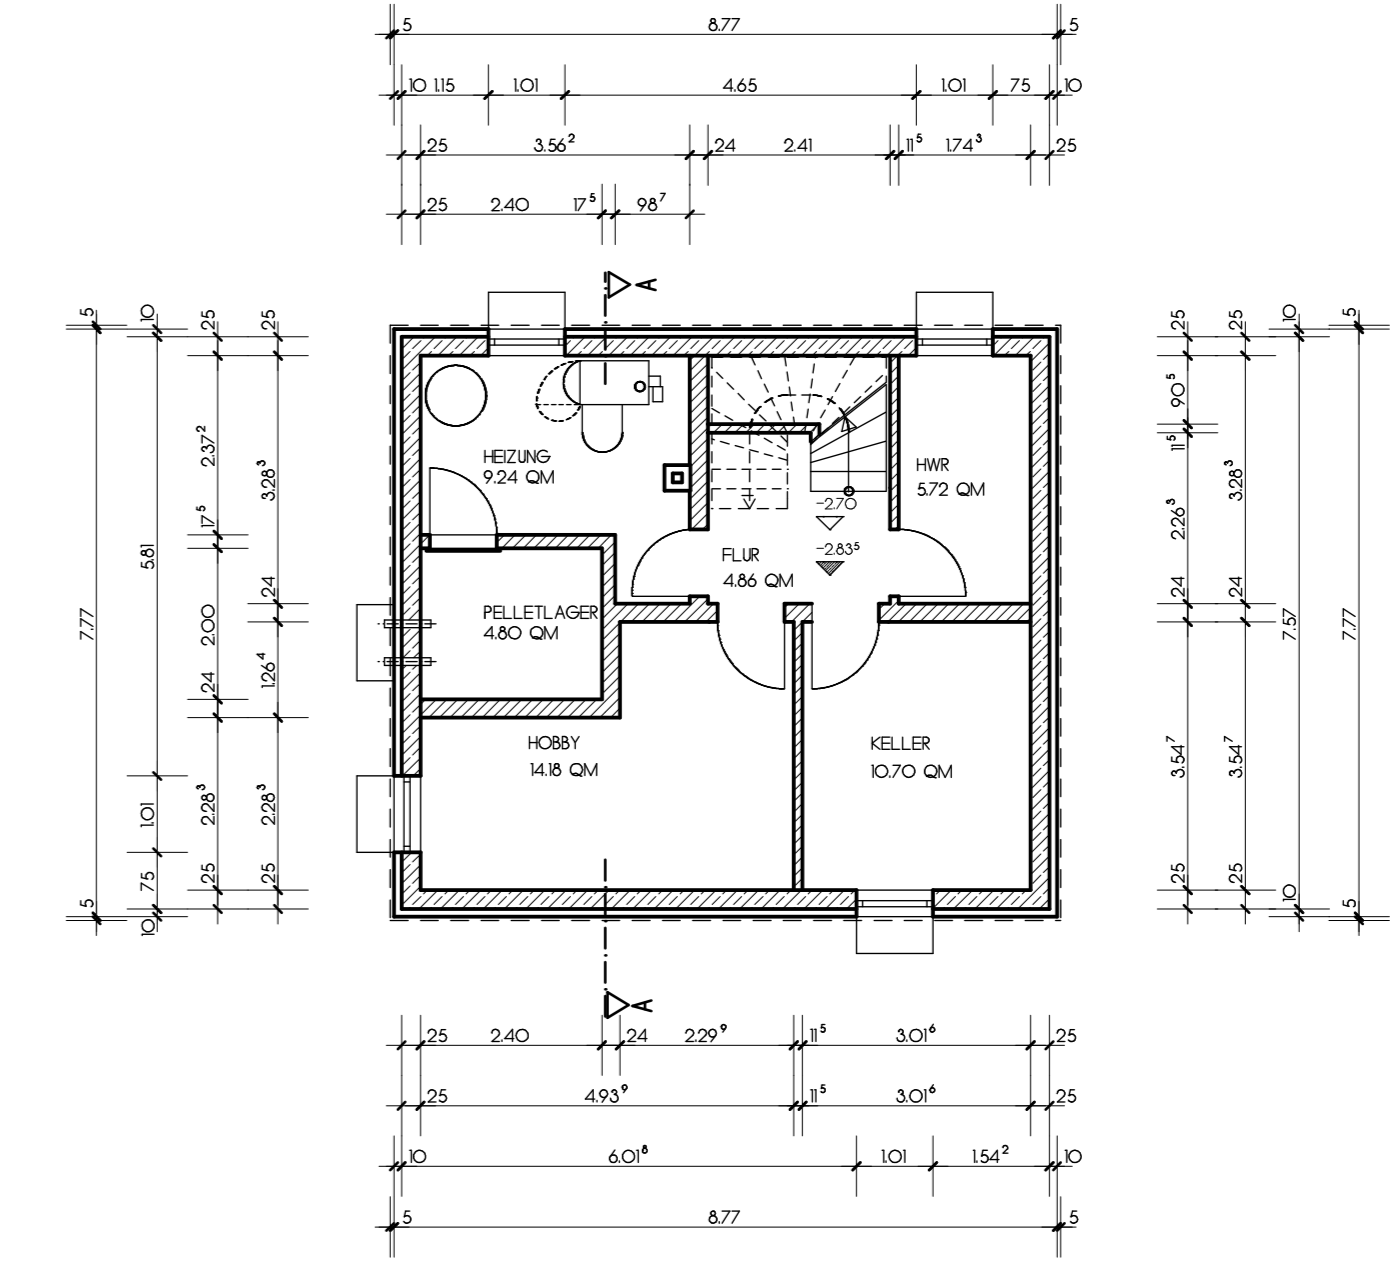 5 8.77 5
10 1.15 1.01 4.65 1.01 75 10
25 3.56² 24 2.41 11⁵ 1.74³ 25
25 2.40 17⁵ 98⁷
A
5 7.77 5
10 5.81 1.01 75 10
25 2.37² 17⁵ 2.00 24 2.28³ 25
25 3.28³ 24 1.26⁴ 2.28³ 25
HEIZUNG
9.24 QM
HWR
5.72 QM
-2.70
-2.83⁵
FLUR
4.86 QM
PELLETLAGER
4.80 QM
HOBBY
14.18 QM
KELLER
10.70 QM
25 90⁵ 11⁵ 2.26³ 24 3.54⁷ 25
25 3.28³ 24 3.54⁷ 25
10 7.57 10
5 7.77 5
A
25 2.40 24 2.29⁹ 11⁵ 3.01⁶ 25
25 4.93⁹ 11⁵ 3.01⁶ 25
10 6.01⁸ 1.01 1.54² 10
5 8.77 5